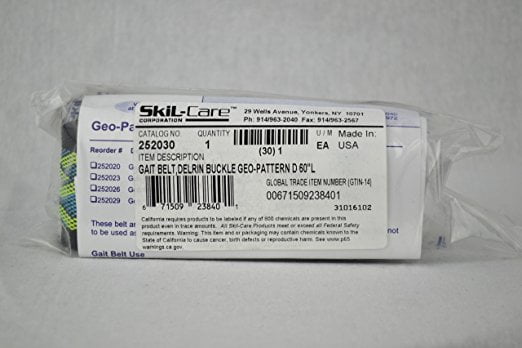 SkiL-Care™
CORPORATION
29 Wells Avenue, Yonkers, NY 10701
Ph: 914/963-2040 Fax: 914/963-2567
CATALOG NO. QUANTITY U / M Made In:
252030 1 (30) 1 EA USA
ITEM DESCRIPTION
GAIT BELT,DELRIN BUCKLE GEO-PATTERN D 60"L
GLOBAL TRADE ITEM NUMBER (GTIN-14)
6 71509 23840 1
00671509238401
31016102
California requires products to be labeled if any of 800 chemicals are present in this
product even in trace amounts. All Skil-Care Products meet or exceed all Federal Safety
requirements. Warning: This item and or packaging may contain chemicals known to the
State of California to cause cancer, birth defects or reproductive harm. See www.p65
warnings.ca.gov.
Geo-Pa
Reorder # D
252020 Ge
252023 G
252026 G
252029 G
These belt ar
to be used as
Gait Belt Use